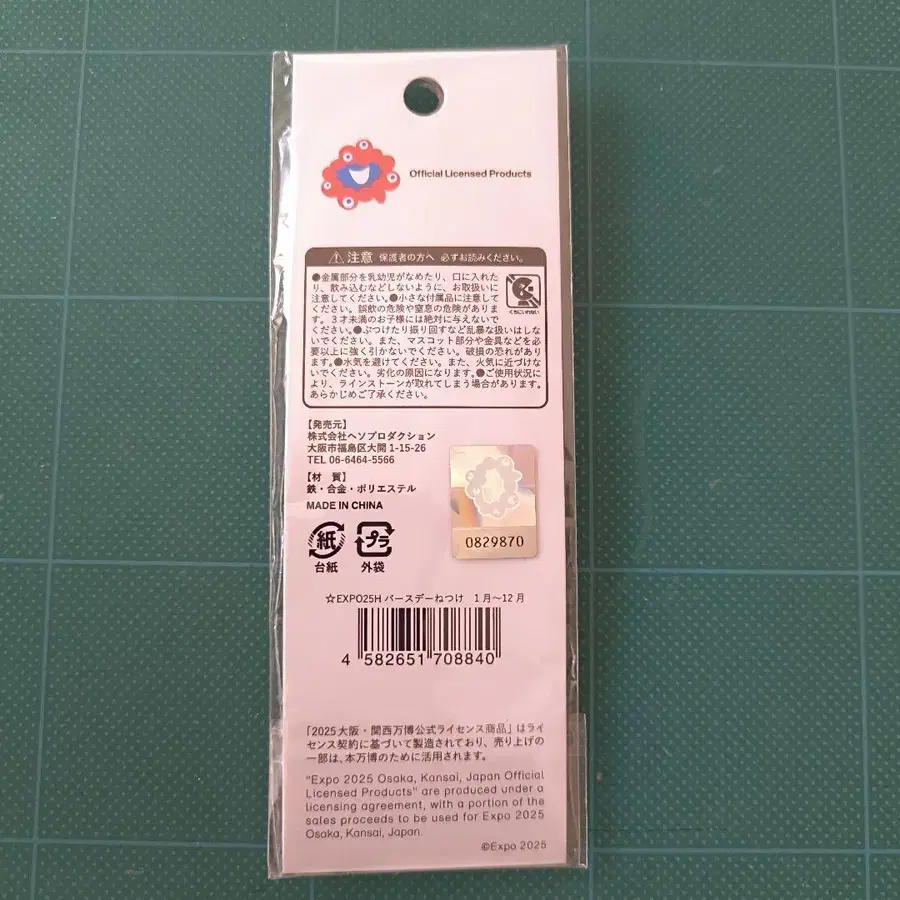 Official Licensed Products
注意 保護者の方へ 必ずお読みください。
●金属部分を乳幼児がなめたり、口に入れた
り、飲み込むなどしないように、お取扱いに
注意してください。●小さな付属品に注意して
ください。誤飲の危険や窒息の危険がありま
す。3才未満のお子様には絶対に与えないで
ください。●ぶつけたり振り回すなど乱暴な扱いはしな
いでください。また、マスコット部分や金具などを必
要以上に強く引かないでください。破損の恐れがあり
ます。●水気を避けてください。また、火気に近づけな
いでください。劣化の原因になります。●ご使用状況に
より、ラインストーンが取れてしまう場合があります。
あらかじめご了承ください。
くちにいれない
【発売元】
株式会社ヘソプロダクション
大阪市福島区大開 1-15-26
TEL 06-6464-5566
【材 質】
鉄・合金・ポリエステル
MADE IN CHINA
紙 プラ
台紙 外袋
0829870
☆EXPO25H バースデーねつけ 1月～12月
4 582651 708840
「2025大阪・関西万博公式ライセンス商品」はライ
センス契約に基づいて製造されており、売り上げの
一部は、本万博のために活用されます。
"Expo 2025 Osaka, Kansai, Japan Official
Licensed Products" are produced under a
licensing agreement, with a portion of the
sales proceeds to be used for Expo 2025
Osaka, Kansai, Japan.
©Expo 2025